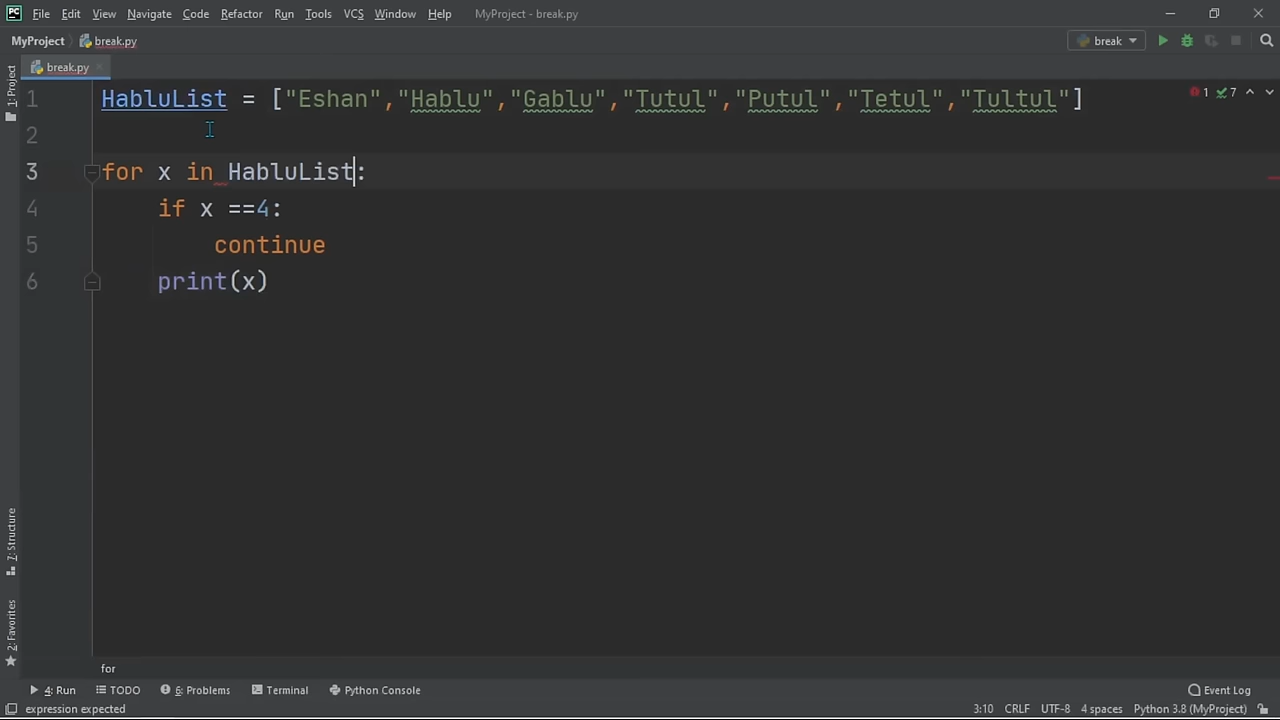 File Edit View Navigate Code Refactor Run Tools VCS Window Help MyProject - break.py
MyProject break.py break
break.py
1: Project
1 HabluList = ["Eshan","Hablu","Gablu","Tutul","Putul","Tetul","Tultul"] 1 7
2
3 for x in HabluList:
4 if x ==4:
5 continue
6 print(x)
7: Structure
2: Favorites
for
4: Run TODO 6: Problems Terminal Python Console Event Log
expression expected 3:10 CRLF UTF-8 4 spaces Python 3.8 (MyProject)